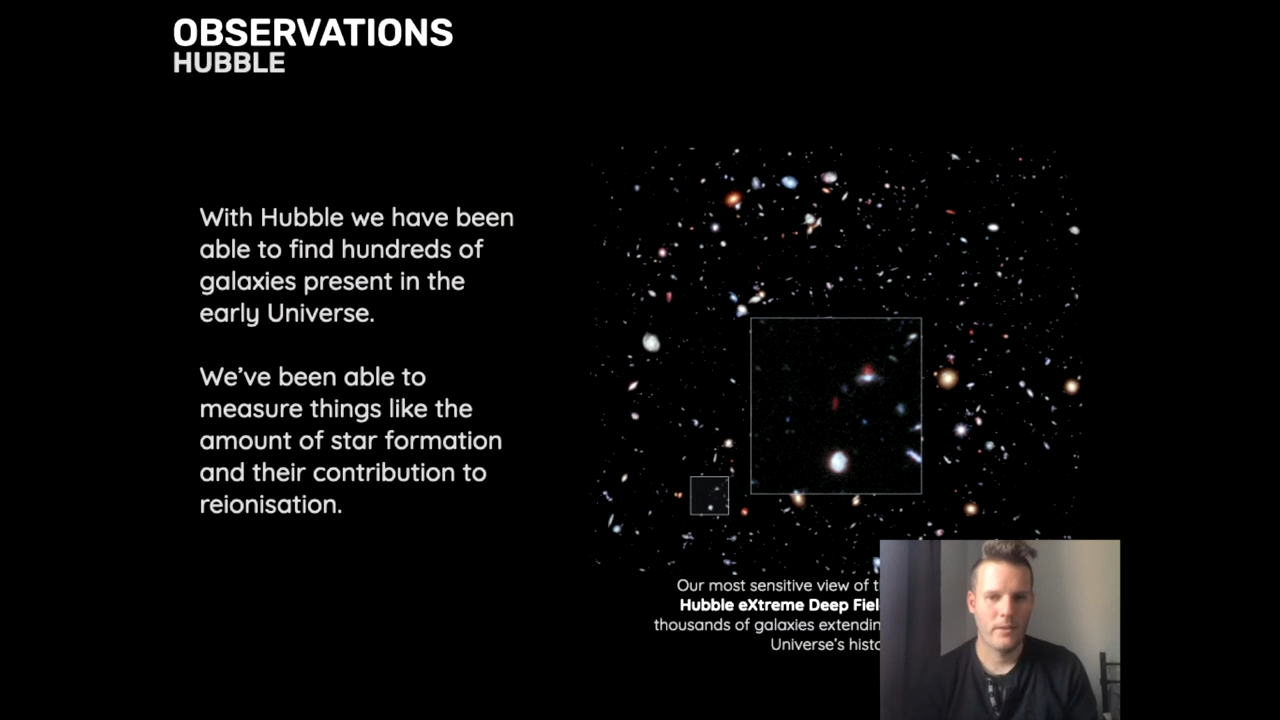 OBSERVATIONS
HUBBLE
With Hubble we have been
able to find hundreds of
galaxies present in the
early Universe.
We've been able to
measure things like the
amount of star formation
and their contribution to
reionisation.
Our most sensitive view of
Hubble eXtreme Deep
thousands of galaxies
Universe's